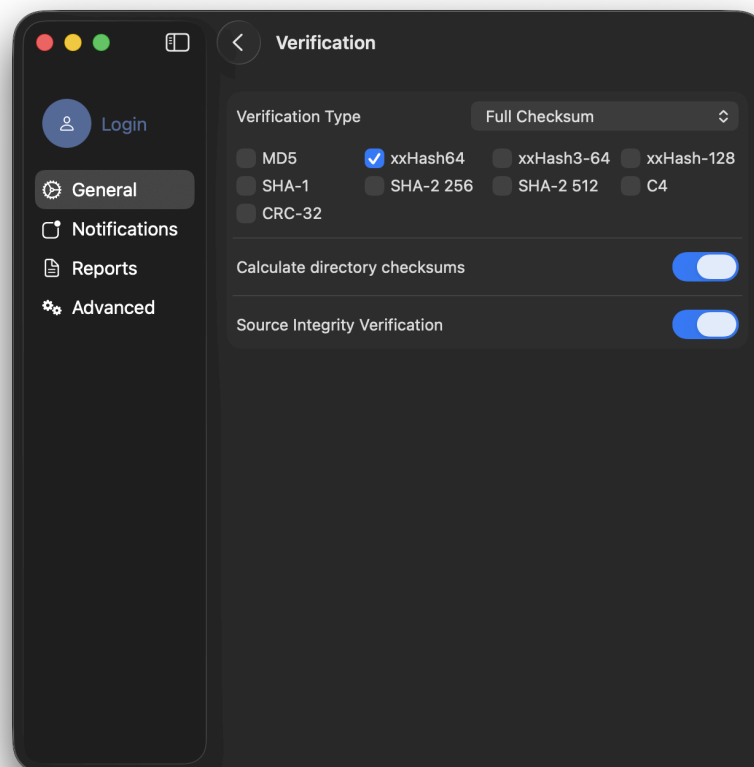 Verification
Login
General
Notifications
Reports
Advanced
Verification Type
Full Checksum
MD5
xxHash64
xxHash3-64
xxHash-128
SHA-1
SHA-2 256
SHA-2 512
C4
CRC-32
Calculate directory checksums
Source Integrity Verification